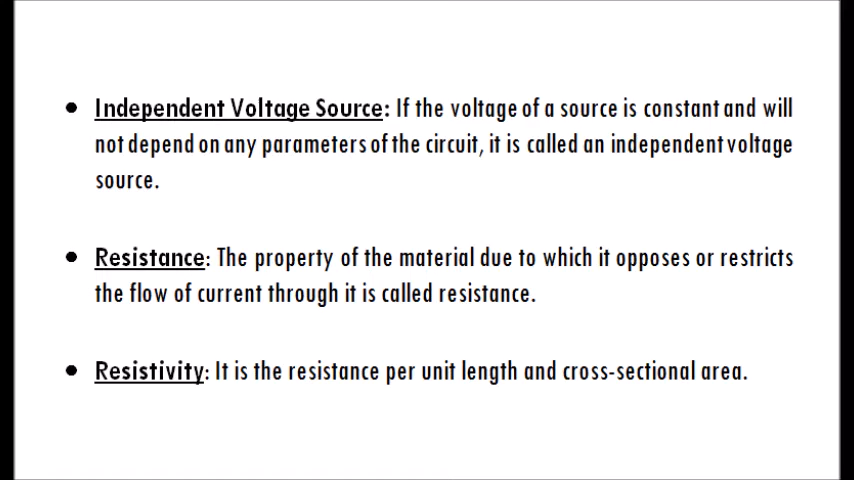 • Independent Voltage Source: If the voltage of a source is constant and will
not depend on any parameters of the circuit, it is called an independent voltage
source.
• Resistance: The property of the material due to which it opposes or restricts
the flow of current through it is called resistance.
• Resistivity: It is the resistance per unit length and cross-sectional area.